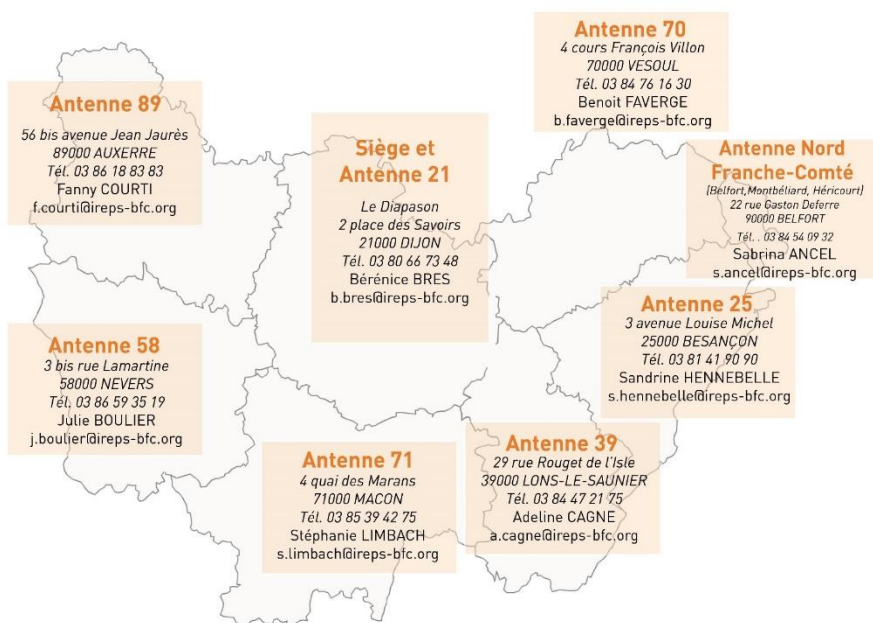 Antenne 70
4 cours François Villon
70000 VESOUL
Tél. 03 84 76 16 30
Benoit FAVERGE
b.faverge@ireps-bfc.org
Antenne 89
56 bis avenue Jean Jaurès
89000 AUXERRE
Tél. 03 86 18 83 83
Fanny COURTI
f.courti@ireps-bfc.org
Siège et
Antenne 21
Le Diapason
2 place des Savoirs
21000 DIJON
Tél. 03 80 66 73 48
Bérénice BRES
b.bres@ireps-bfc.org
Antenne Nord
Franche-Comté
(Belfort,Montbéliard, Héricourt)
22 rue Gaston Deferre
90000 BELFORT
Tél. . 03 84 54 09 32
Sabrina ANCEL
s.ancel@ireps-bfc.org
Antenne 25
3 avenue Louise Michel
25000 BESANÇON
Tél. 03 81 41 90 90
Sandrine HENNEBELLE
s.hennebelle@ireps-bfc.org
Antenne 58
3 bis rue Lamartine
58000 NEVERS
Tél. 03 86 59 35 19
Julie BOULIER
j.boulier@ireps-bfc.org
Antenne 71
4 quai des Marans
71000 MACON
Tél. 03 85 39 42 75
Stéphanie LIMBACH
s.limbach@ireps-bfc.org
Antenne 39
29 rue Rouget de l'Isle
39000 LONS-LE-SAUNIER
Tél. 03 84 47 21 75
Adeline CAGNE
a.cagne@ireps-bfc.org